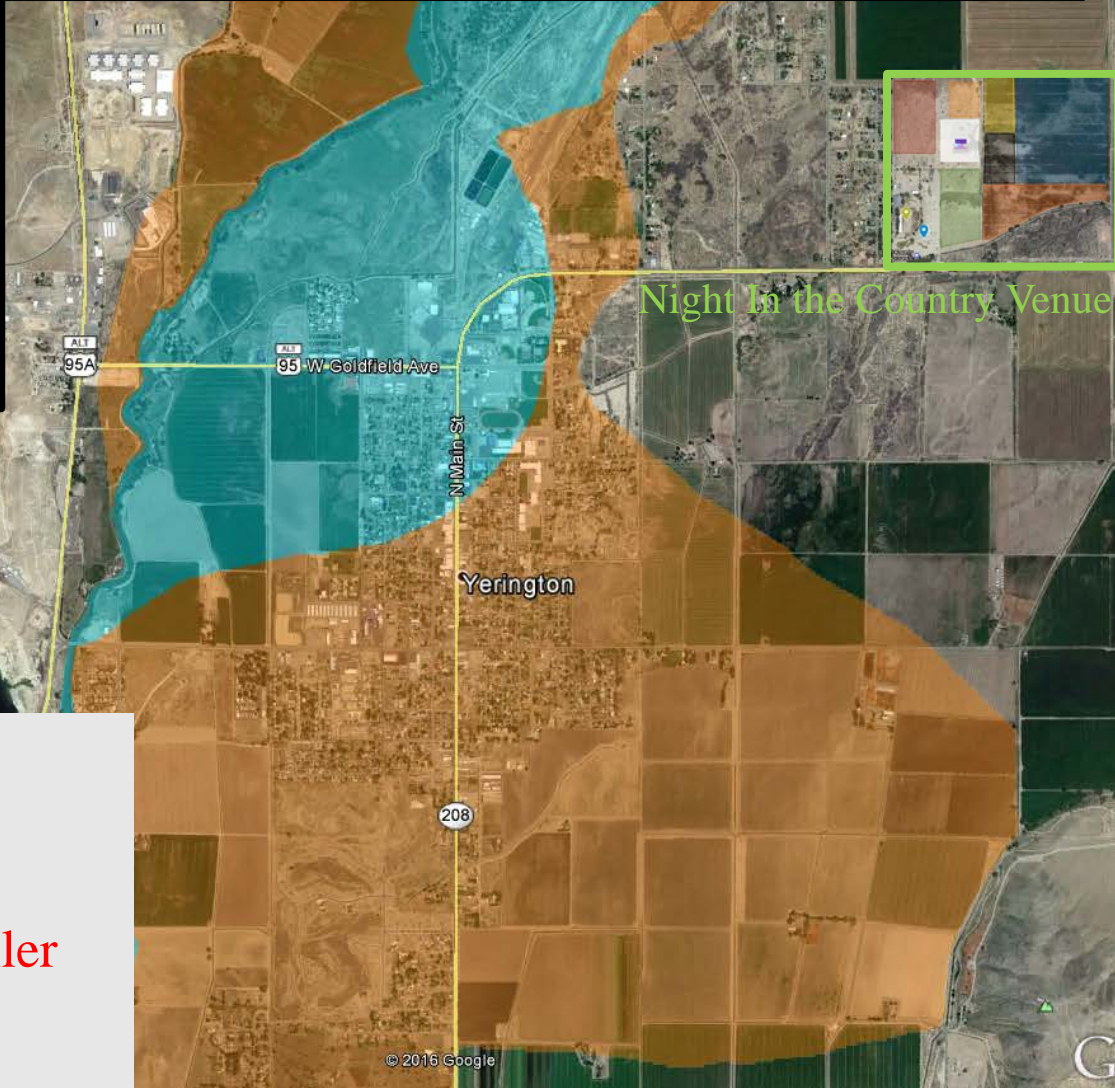 Night In the Country Venue
ALT
95A
ALT
95 W Goldfield Ave
N Main St
Yerington
208
ler
© 2016 Google
G